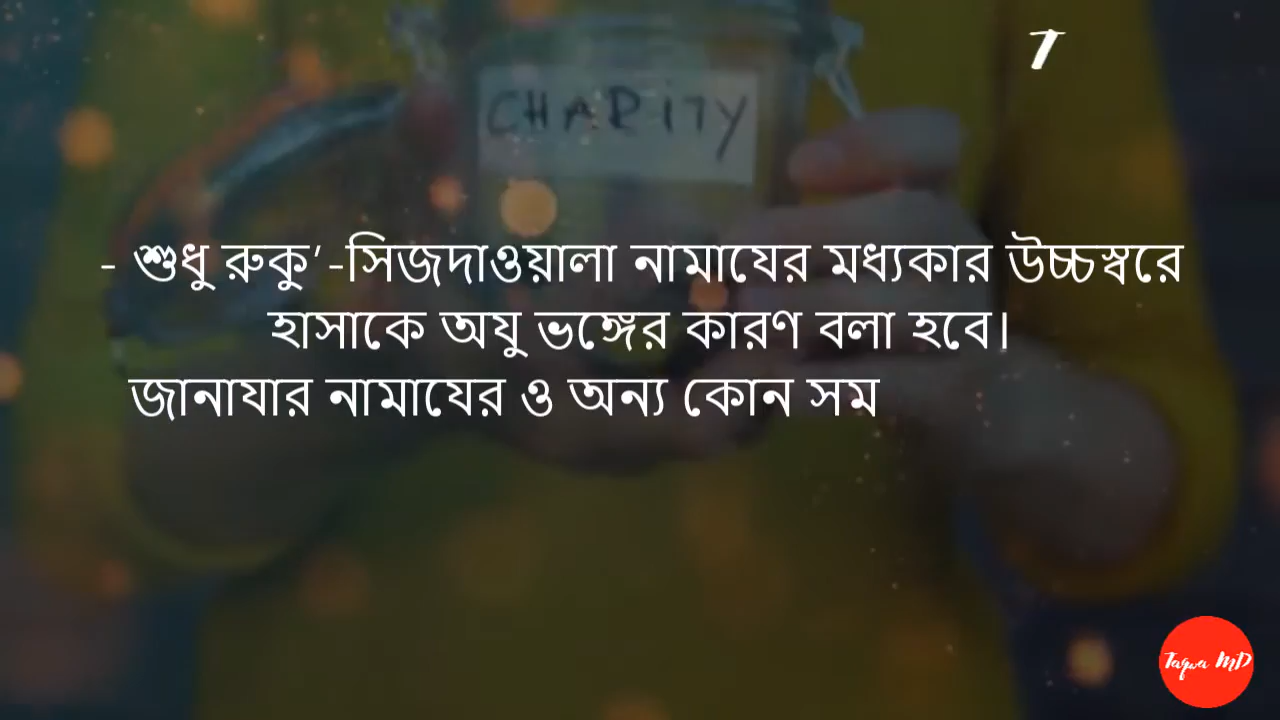 T
CHARITY
- শুধু রুকু’-সিজদাওয়ালা নামাযের মধ্যকার উচ্চস্বরে
হাসাকে অযু ভঙ্গের কারণ বলা হবে।
জানাযার নামাযের ও অন্য কোন সম
Taqwa MD